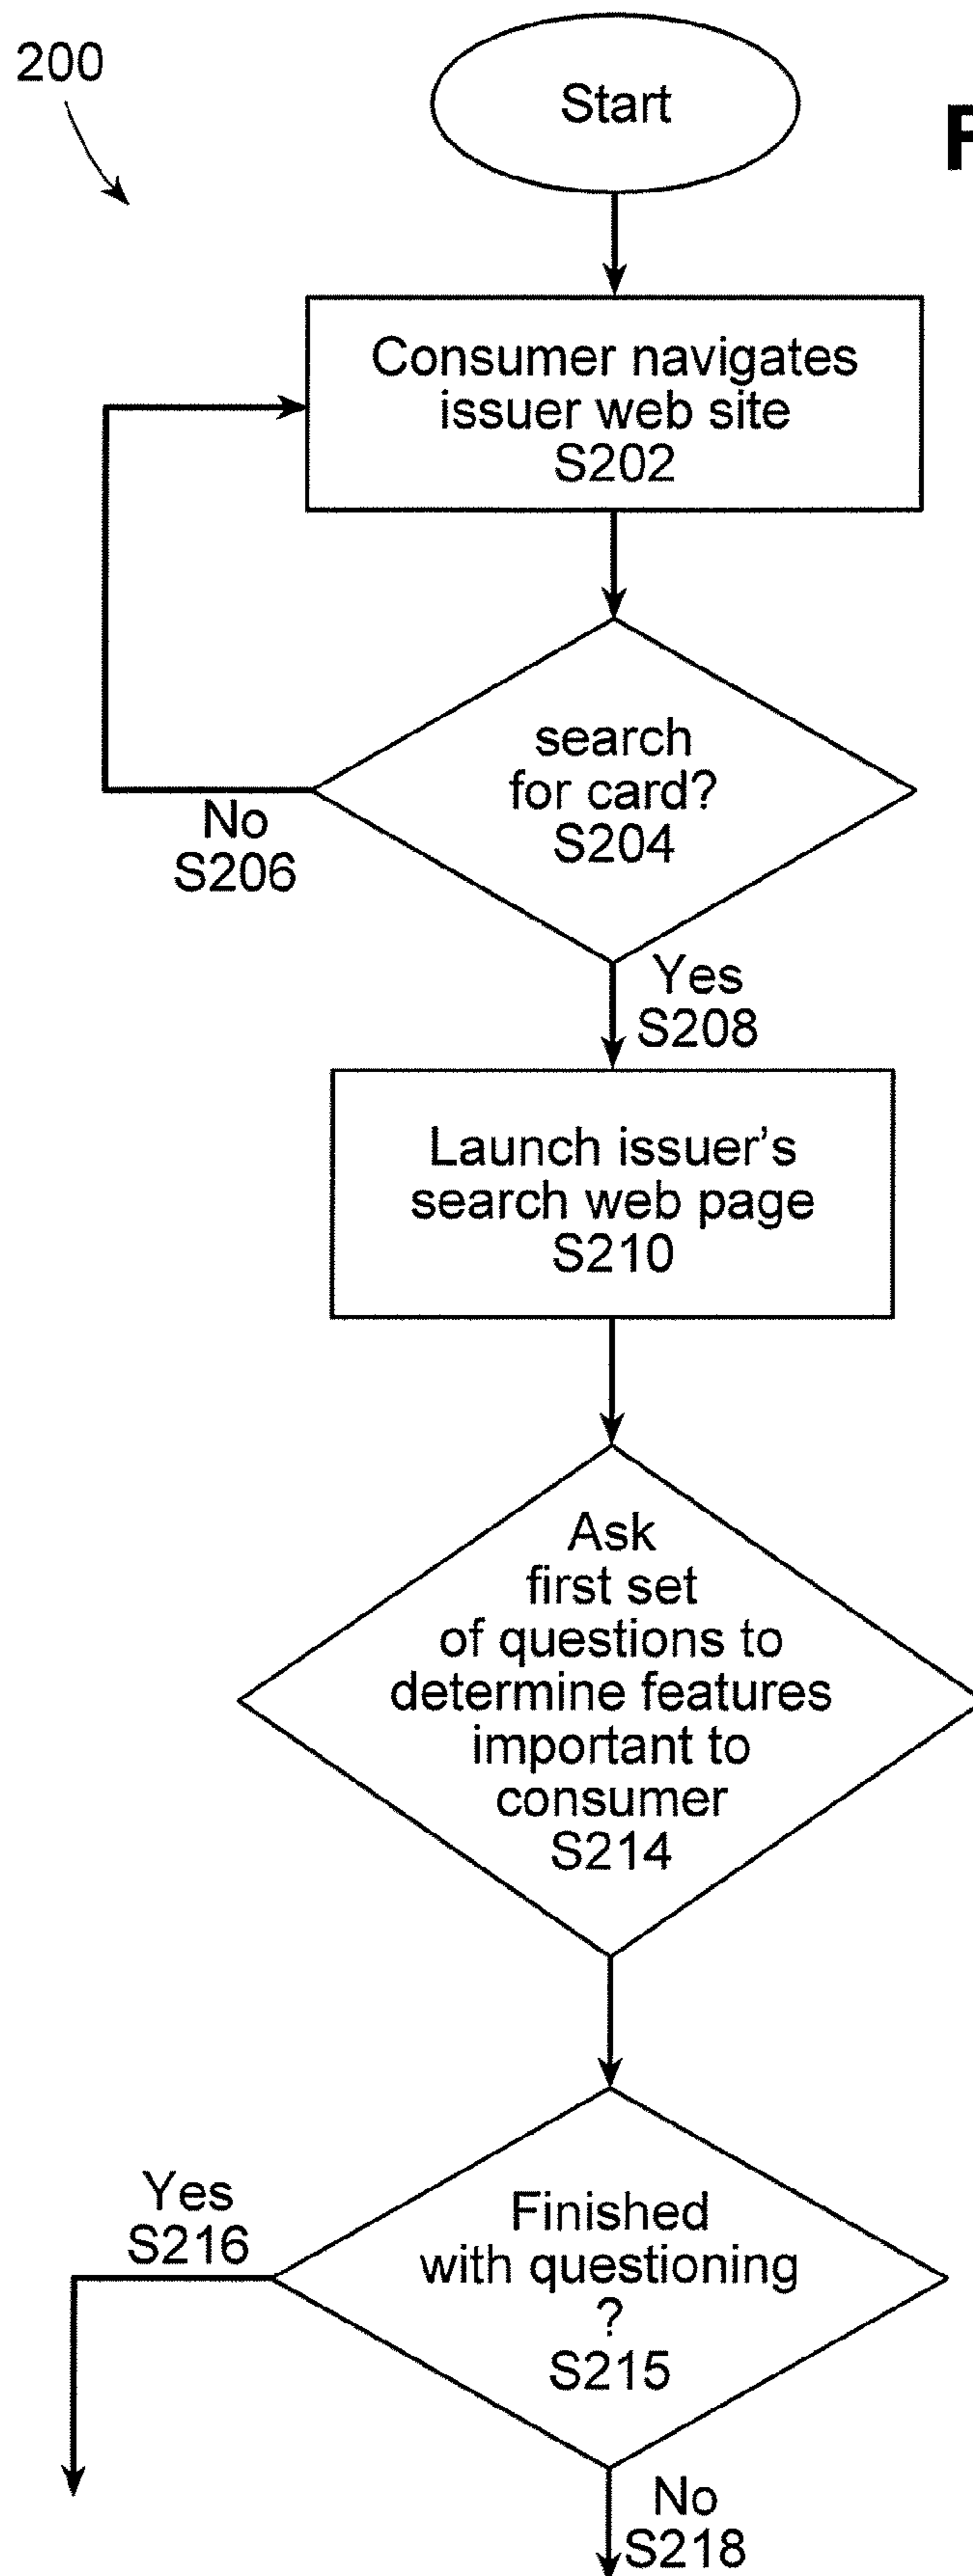 200
Start
F
Consumer navigates
issuer web site
S202
search
for card?
S204
No
S206
Yes
S208
Launch issuer’s
search web page
S210
Ask
first set
of questions to
determine features
important to
consumer
S214
Yes
S216
Finished
with questioning
?
S215
No
S218